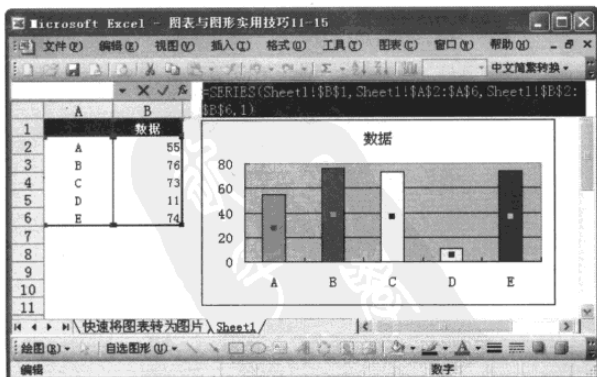 Microsoft Excel - 图表与图形实用技巧11-15
文件(F) 编辑(E) 视图(V) 插入(I) 格式(O) 工具(T) 图表(C) 窗口(W) 帮助(H)
中文简繁转换
=SERIES(Sheet1!$B$1,Sheet1!$A$2:$A$6,Sheet1!$B$2:
$B$6,1)
A B
1 数据
2 A 55
3 B 76
4 C 73
5 D 11
6 E 74
7
8
9
10
11
数据
80
60
40
20
0
A B C D E
快速将图表转为图片 Sheet1
绘图(R) 自选图形(U)
编辑 数字